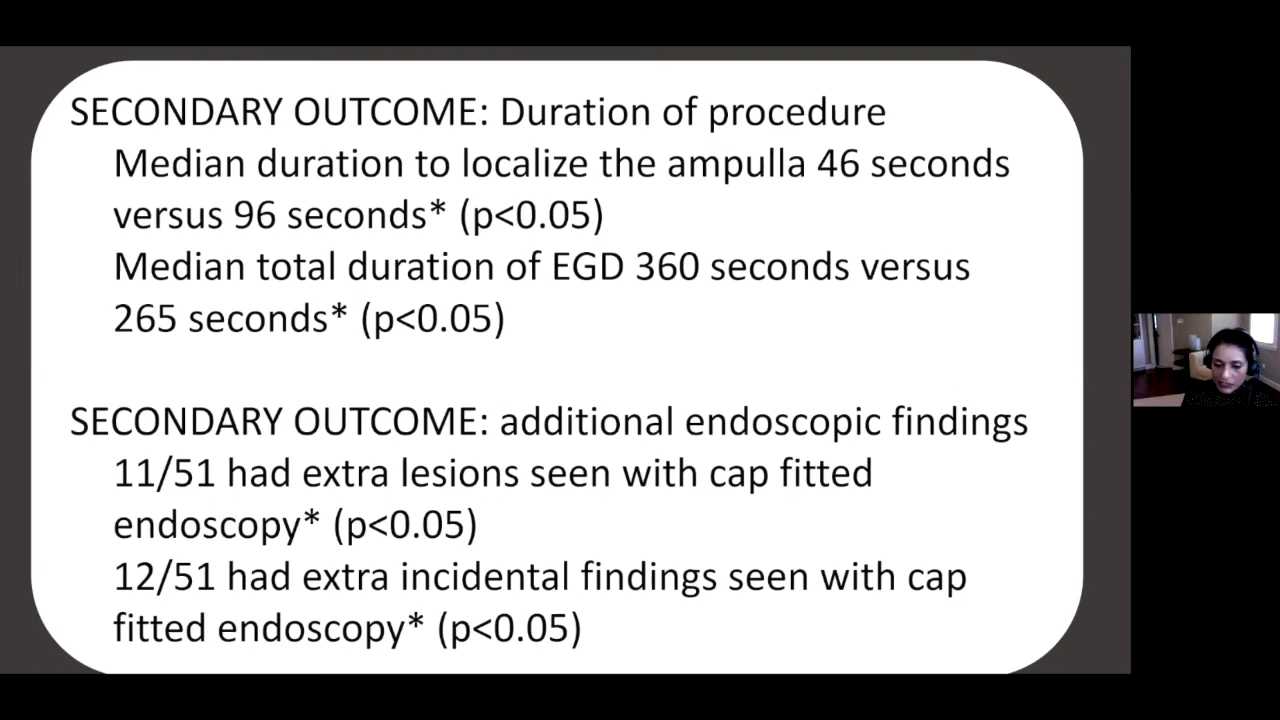 SECONDARY OUTCOME: Duration of procedure
Median duration to localize the ampulla 46 seconds
versus 96 seconds* (p<0.05)
Median total duration of EGD 360 seconds versus
265 seconds* (p<0.05)
SECONDARY OUTCOME: additional endoscopic findings
11/51 had extra lesions seen with cap fitted
endoscopy* (p<0.05)
12/51 had extra incidental findings seen with cap
fitted endoscopy* (p<0.05)